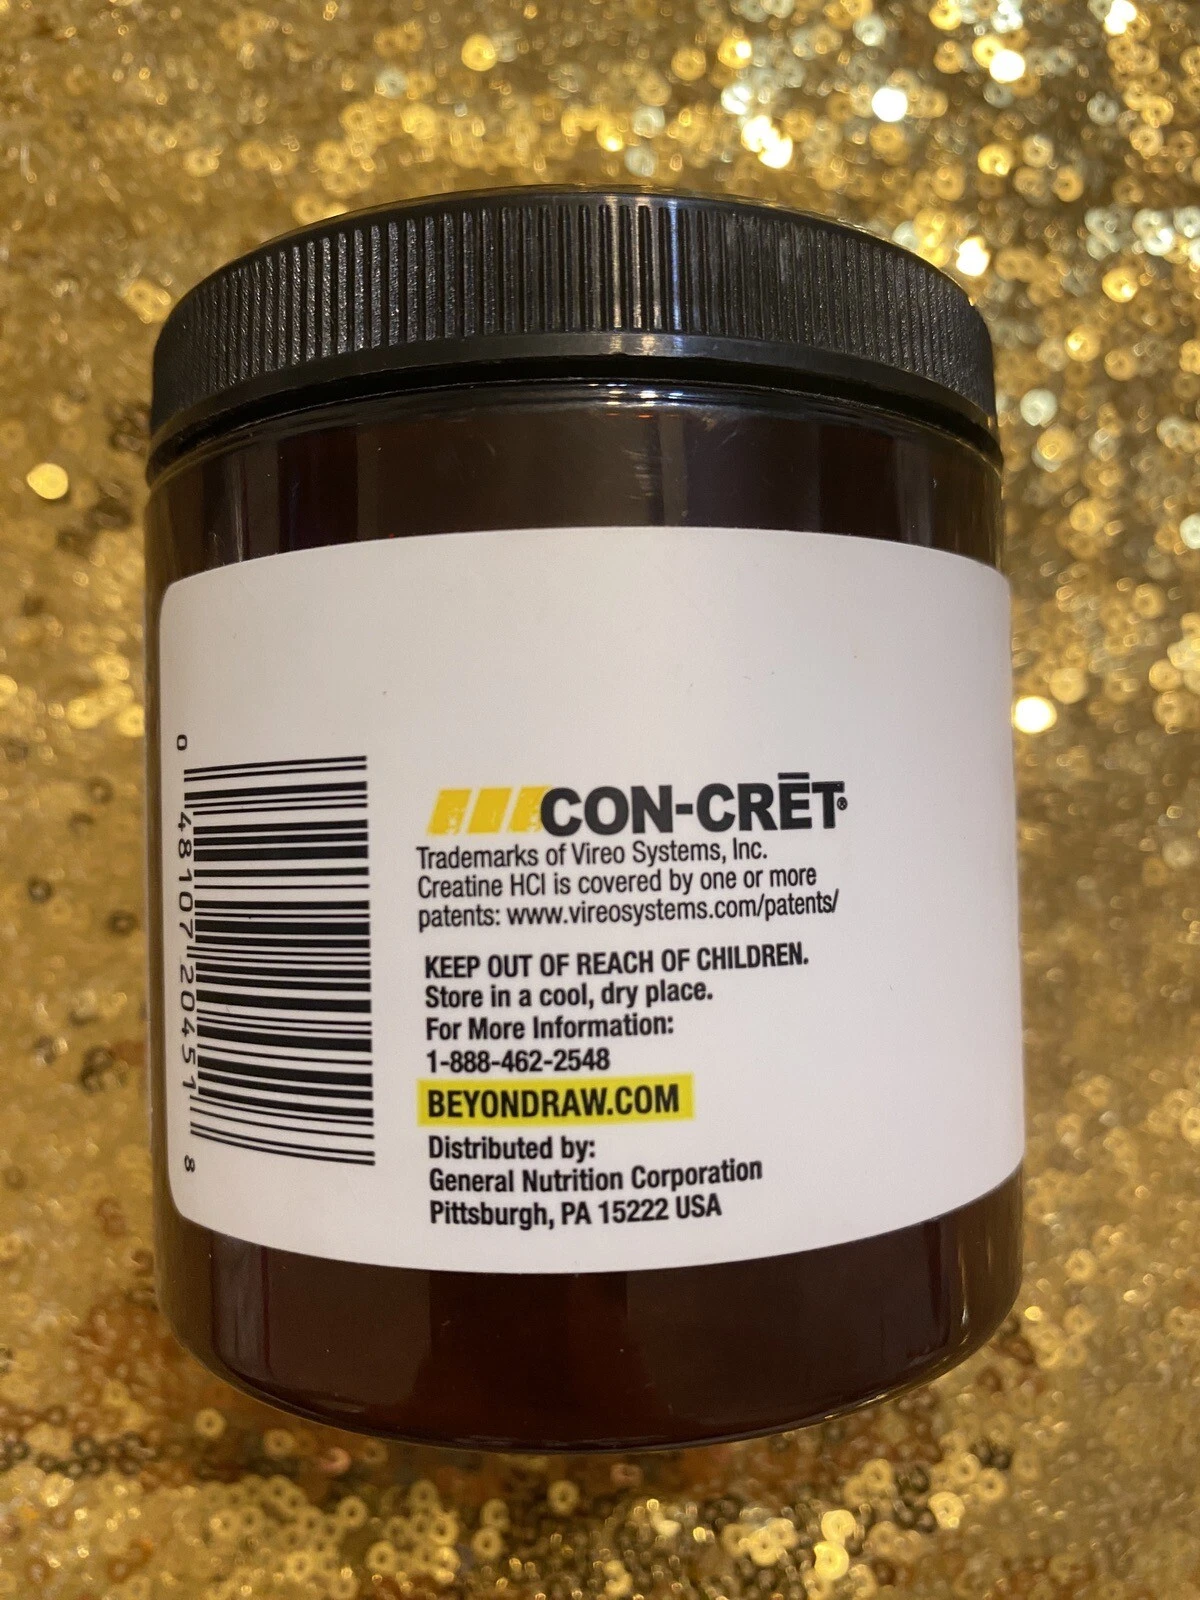 0 48107 20451 8
CON-CRĒT®
Trademarks of Vireo Systems, Inc.
Creatine HCl is covered by one or more
patents: www.vireosystems.com/patents/
KEEP OUT OF REACH OF CHILDREN.
Store in a cool, dry place.
For More Information:
1-888-462-2548
BEYONDRAW.COM
Distributed by:
General Nutrition Corporation
Pittsburgh, PA 15222 USA